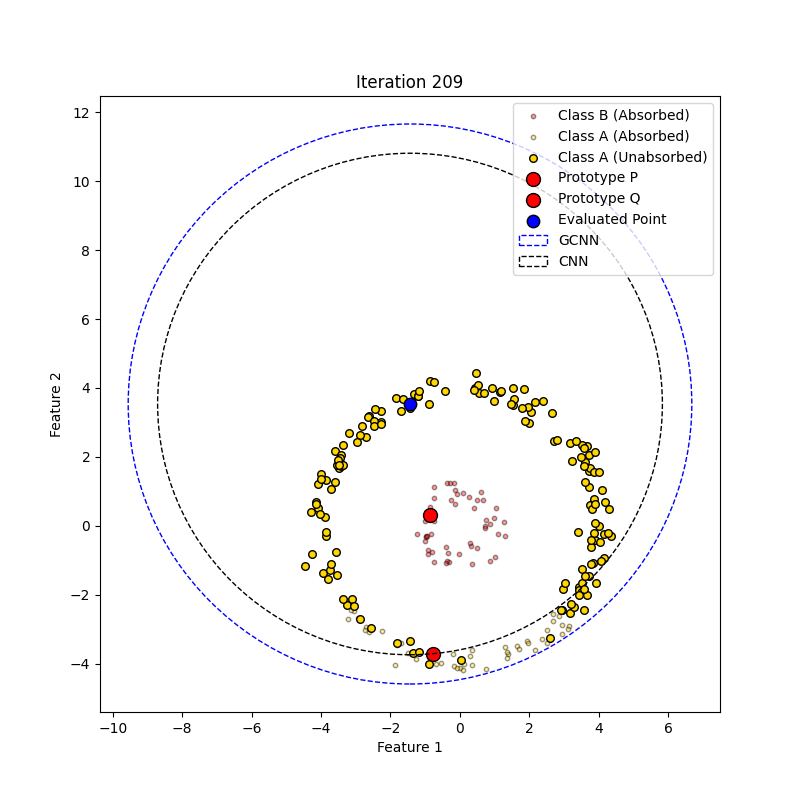 Iteration 209
Class B (Absorbed)
Class A (Absorbed)
Class A (Unabsorbed)
Prototype P
Prototype Q
Evaluated Point
GCNN
CNN
12
10
8
6
4
2
0
−2
−4
Feature 2
−10
−8
−6
−4
−2
0
2
4
6
Feature 1